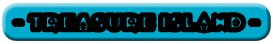 - TREASURE ISLAND -